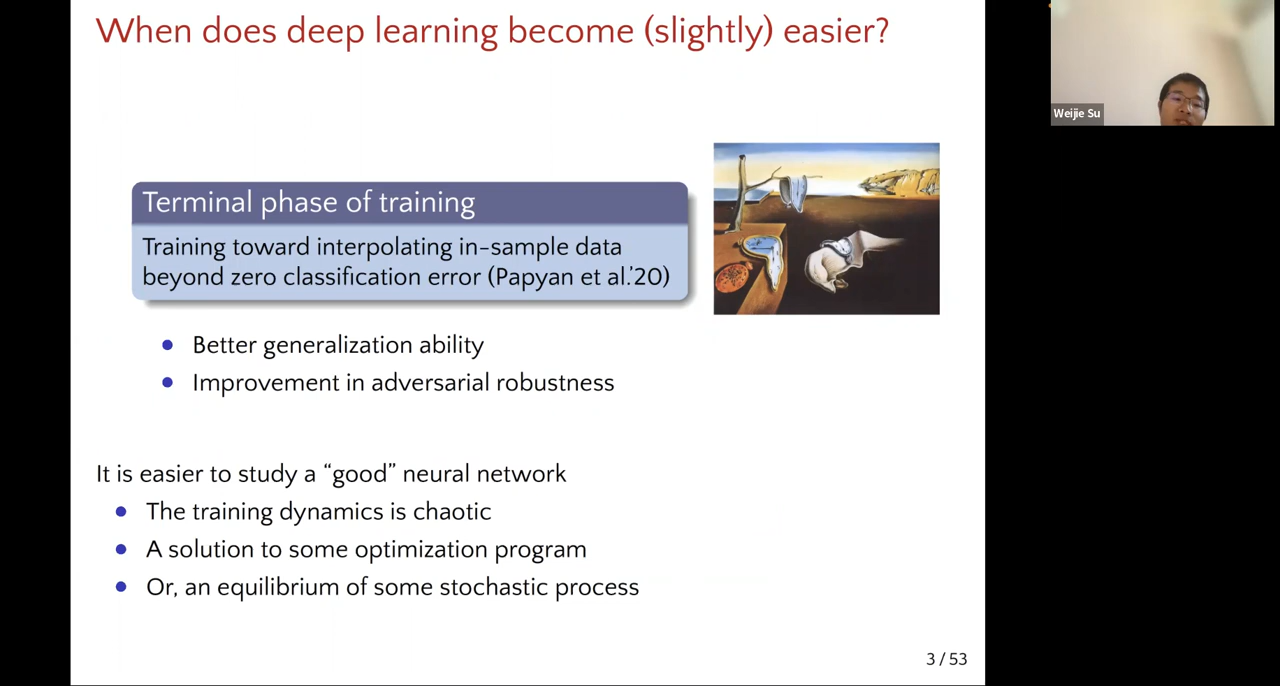 When does deep learning become (slightly) easier?
Weijie Su
Terminal phase of training
Training toward interpolating in-sample data
beyond zero classification error (Papyan et al.'20)
Better generalization ability
Improvement in adversarial robustness
It is easier to study a “good” neural network
The training dynamics is chaotic
A solution to some optimization program
Or, an equilibrium of some stochastic process
3 / 53